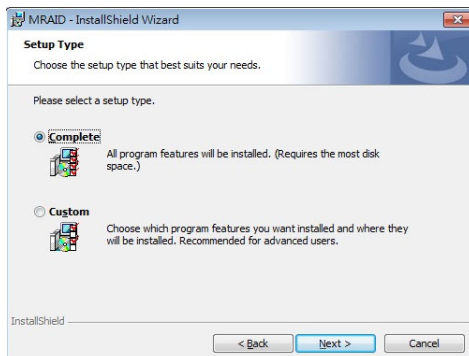 MRAID - InstallShield Wizard
Setup Type
Choose the setup type that best suits your needs.
Please select a setup type.
Complete
All program features will be installed. (Requires the most disk
space.)
Custom
Choose which program features you want installed and where they
will be installed. Recommended for advanced users.
InstallShield
< Back Next > Cancel